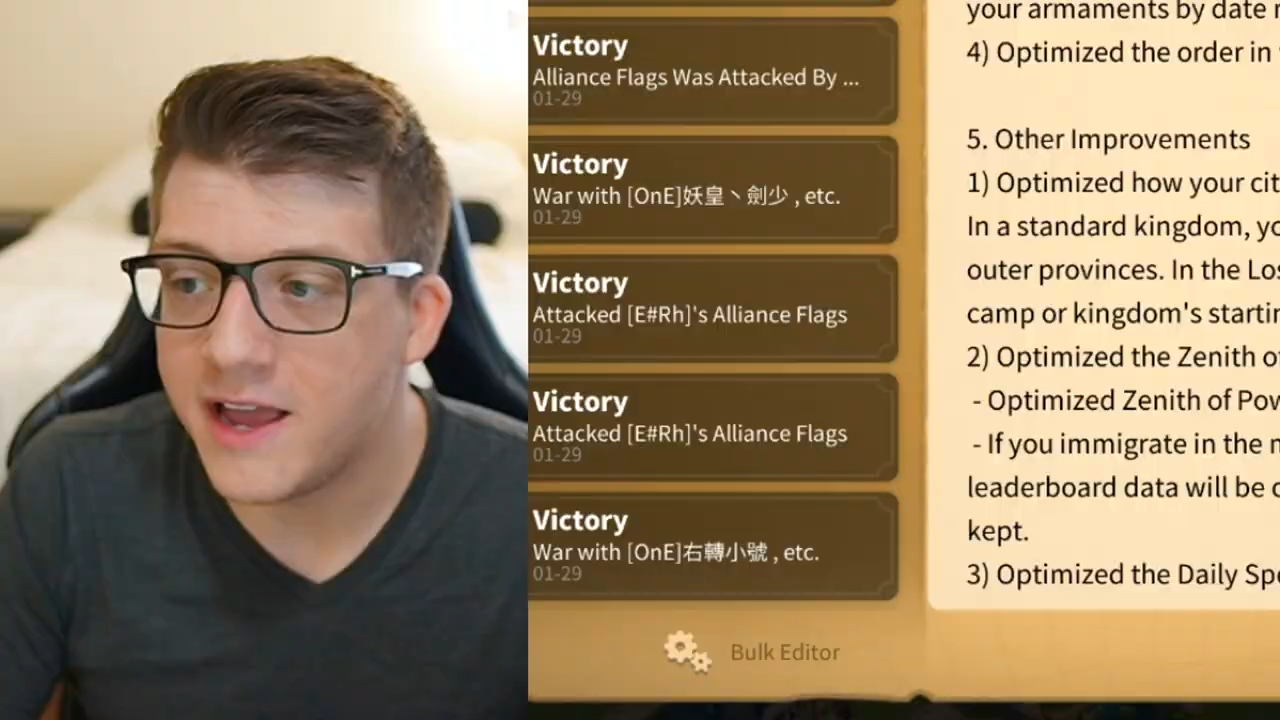 Victory
Alliance Flags Was Attacked By ...
01-29
Victory
War with [OnE]妖皇丶劍少 , etc.
01-29
Victory
Attacked [E#Rh]'s Alliance Flags
01-29
Victory
Attacked [E#Rh]'s Alliance Flags
01-29
Victory
War with [OnE]右轉小號 , etc.
01-29
Bulk Editor
your armaments by date
4) Optimized the order in
5. Other Improvements
1) Optimized how your cit
In a standard kingdom, yo
outer provinces. In the Los
camp or kingdom's startin
2) Optimized the Zenith of
- Optimized Zenith of Pow
- If you immigrate in the
leaderboard data will be
kept.
3) Optimized the Daily Spe